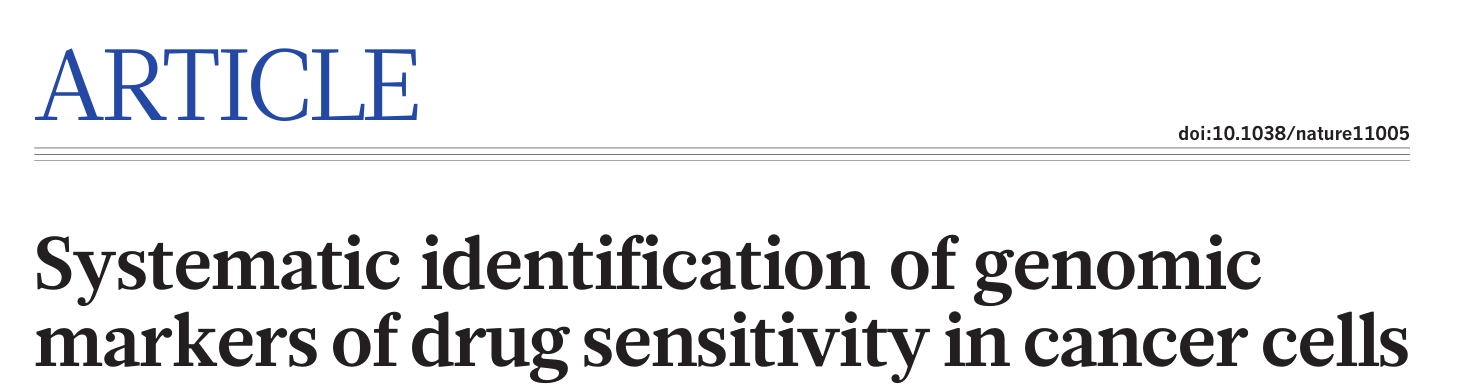 ARTICLE
doi:10.1038/nature11005
Systematic identification of genomic
markers of drug sensitivity in cancer cells